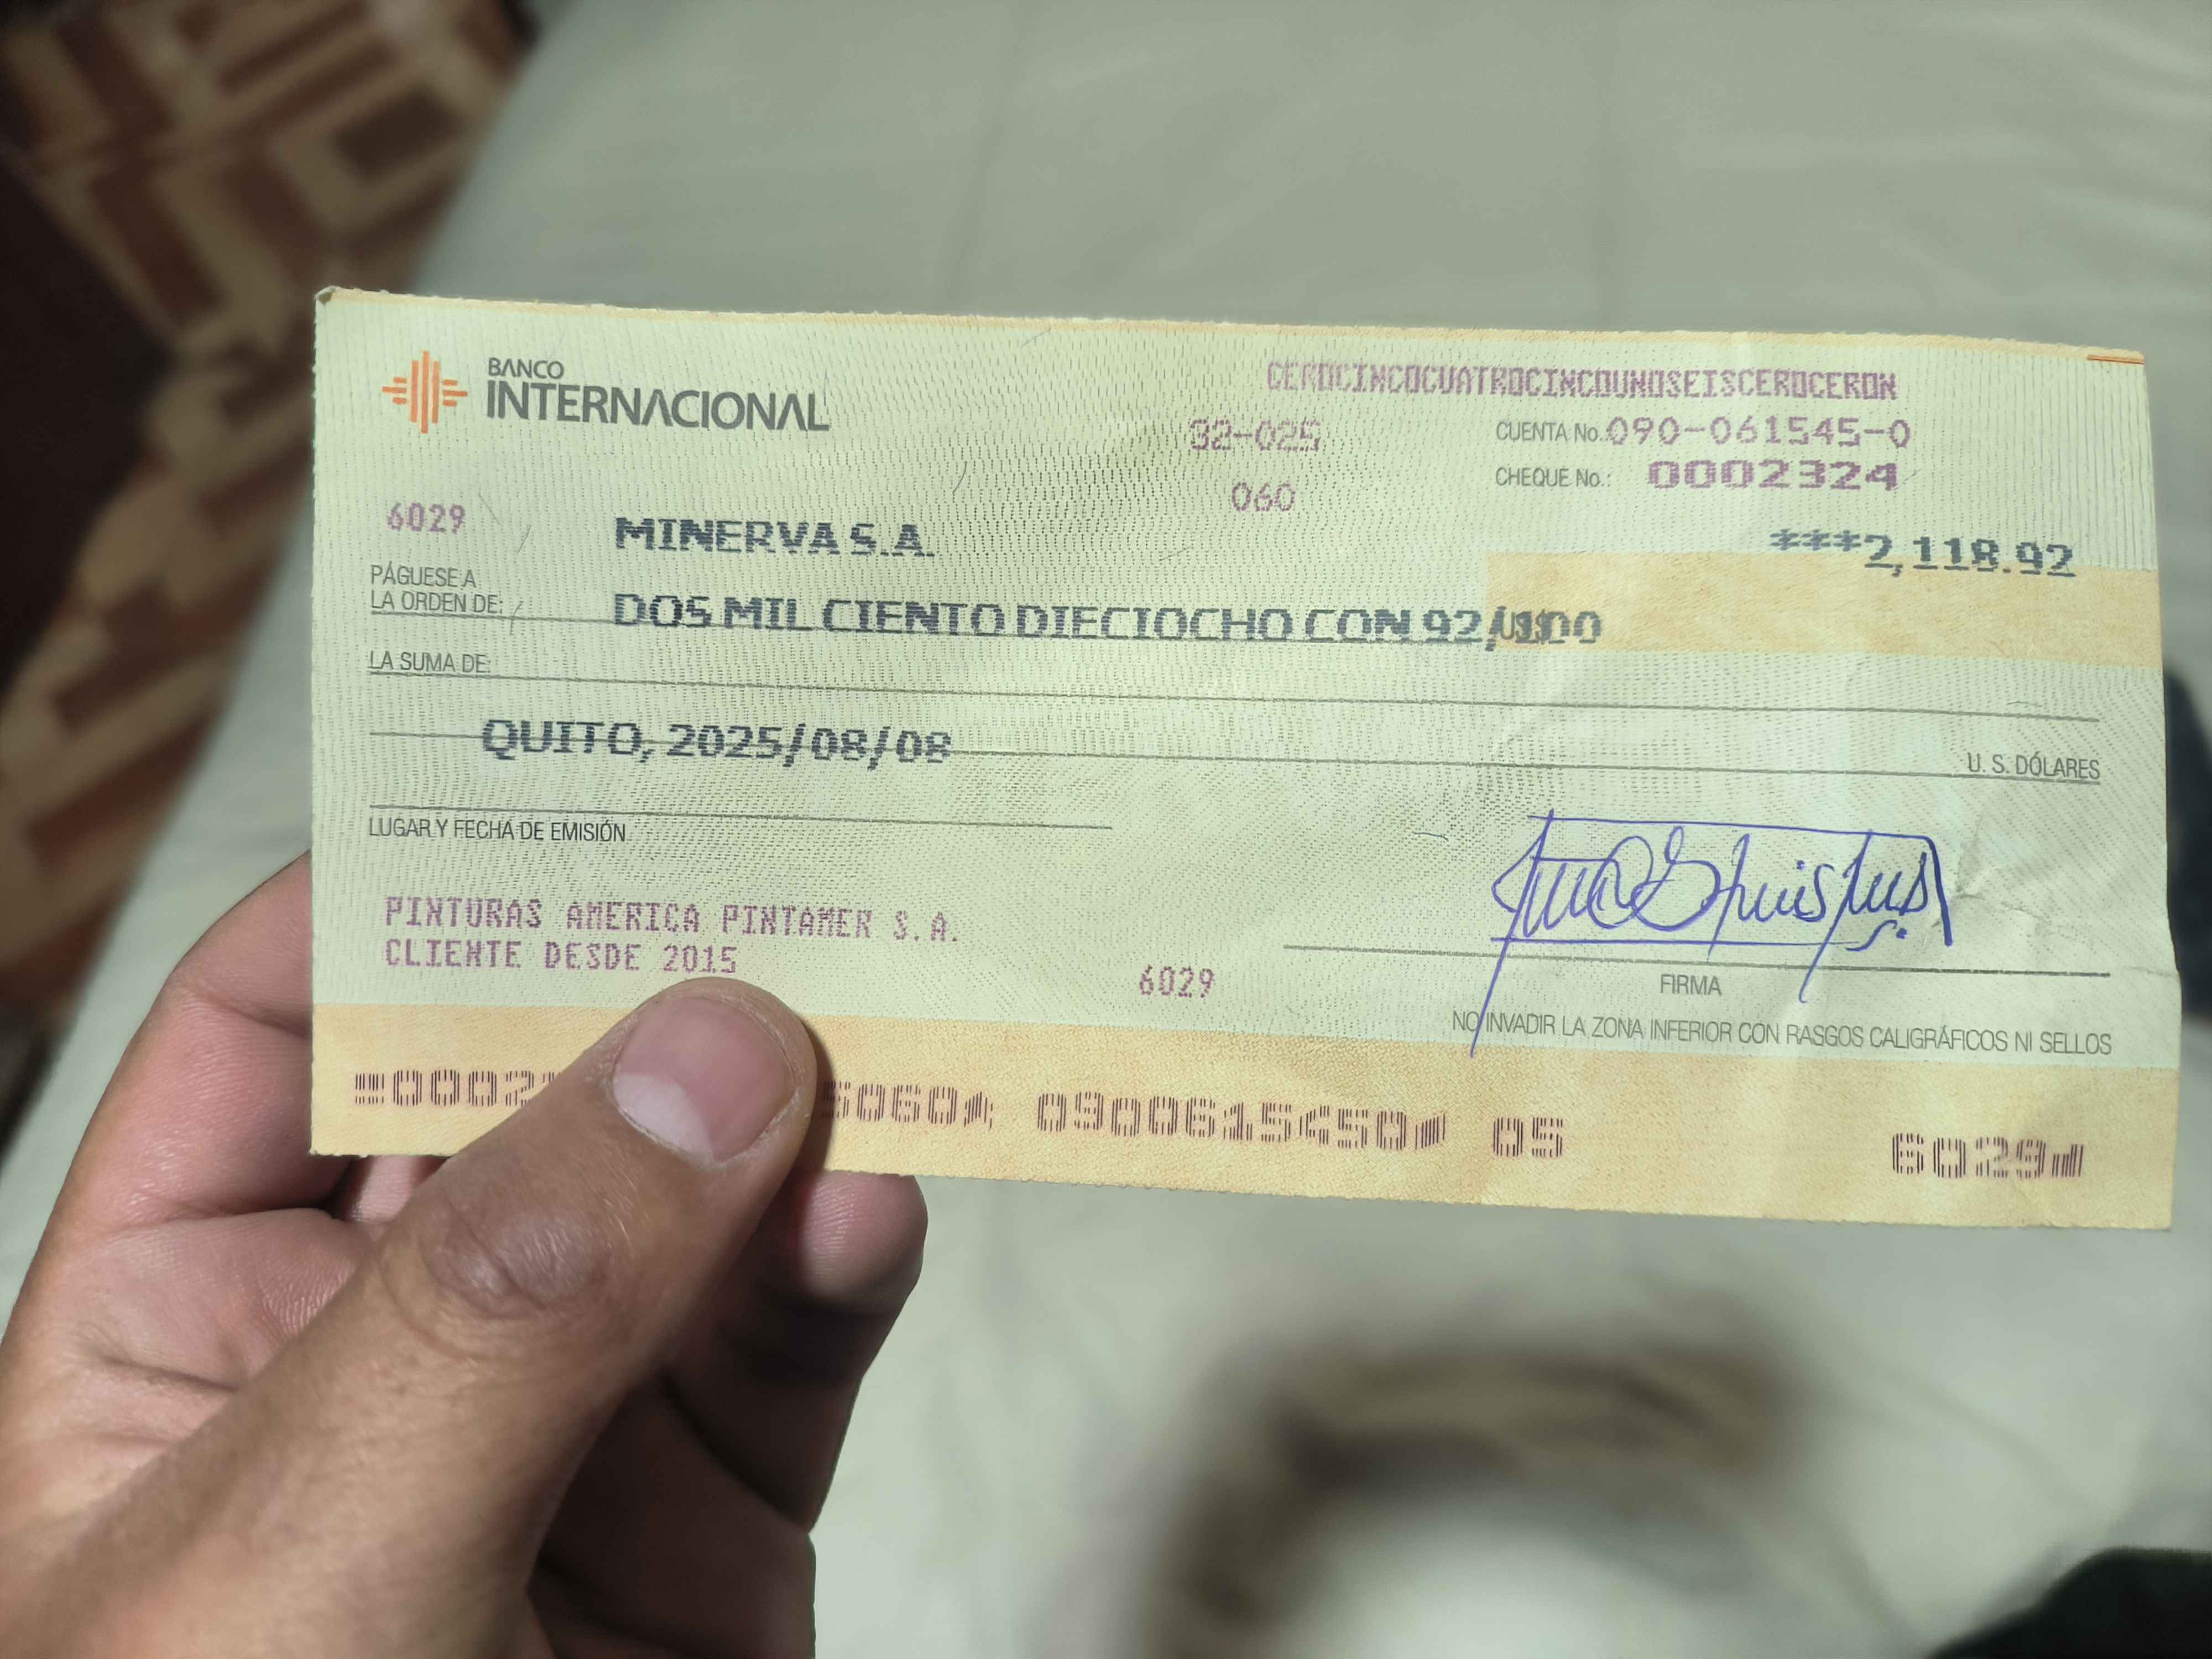 BANCO
INTERNACIONAL
CEROCINCOCUATROCINCOUNOSEISCEROCERON
32-025
CUENTA No. 090-061545-0
060
CHEQUE No.: 0002324
6029
MINERVA S.A.
***2,118.92
PÁGUESE A
LA ORDEN DE:
DOS MIL CIENTO DIECIOCHO CON 92/100
US$
LA SUMA DE:
QUITO, 2025/08/08
U. S. DÓLARES
LUGAR Y FECHA DE EMISIÓN
PINTURAS AMERICA PINTAMER S.A.
CLIENTE DESDE 2015
6029
FIRMA
NO INVADIR LA ZONA INFERIOR CON RASGOS CALIGRÁFICOS NI SELLOS
0002 5060 0900615450 05 6029